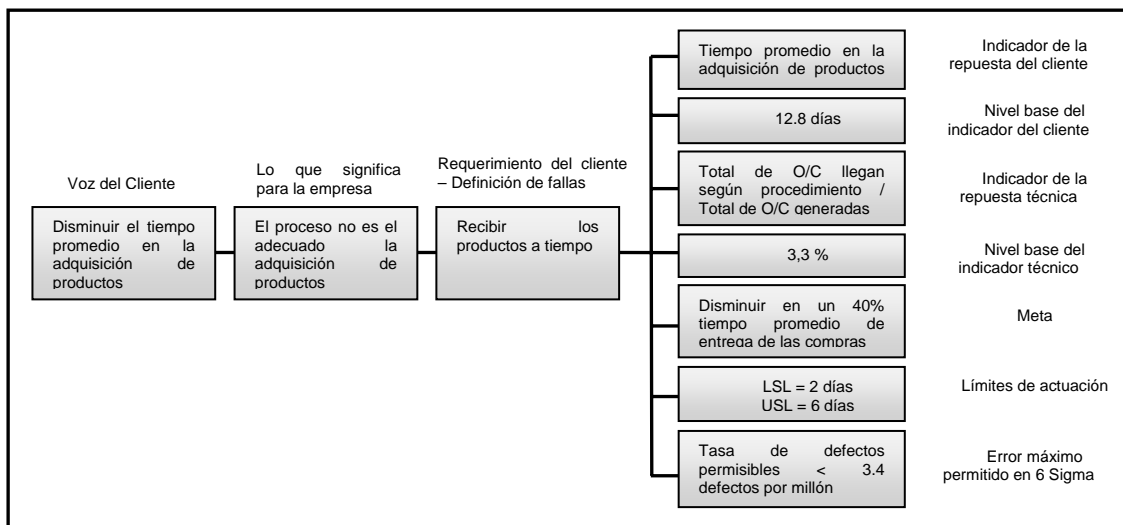 Voz del Cliente
Disminuir el tiempo
promedio en la
adquisición de
productos
Lo que significa
para la empresa
El proceso no es el
adecuado la
adquisición de
productos
Requerimiento del cliente
– Definición de fallas
Recibir los
productos a tiempo
Tiempo promedio en la
adquisición de productos
Indicador de la
repuesta del cliente
12.8 días
Nivel base del
indicador del cliente
Total de O/C llegan
según procedimiento /
Total de O/C generadas
Indicador de la
repuesta técnica
3,3 %
Nivel base del
indicador técnico
Disminuir en un 40%
tiempo promedio de
entrega de las compras
Meta
LSL = 2 días
USL = 6 días
Límites de actuación
Tasa de defectos
permisibles < 3.4
defectos por millón
Error máximo
permitido en 6 Sigma